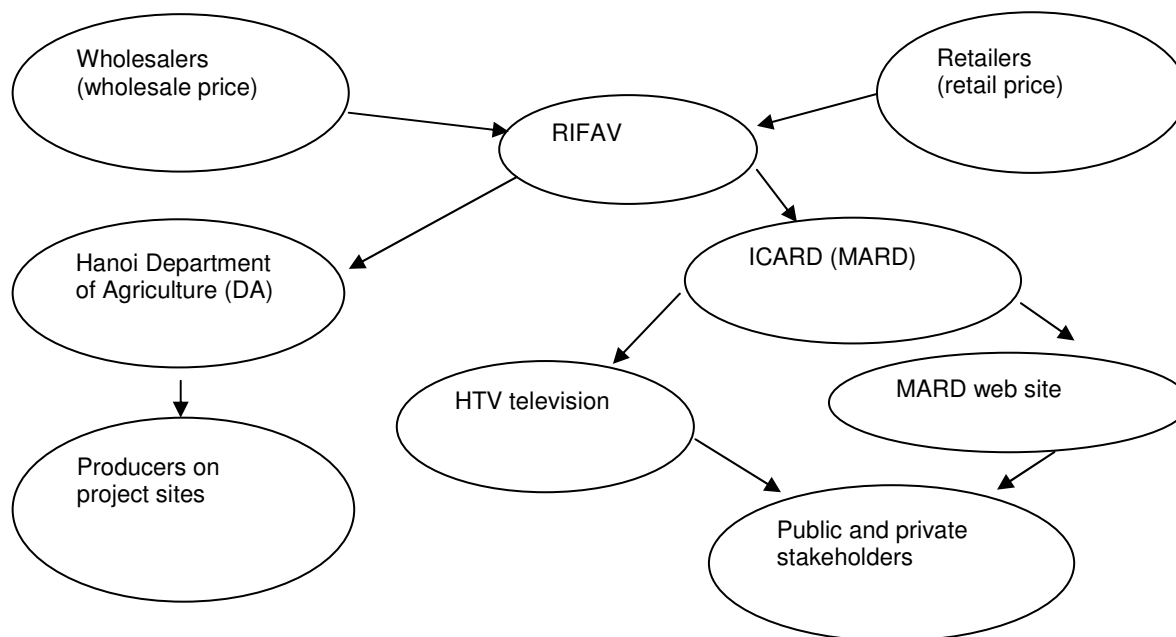 Wholesalers
(wholesale price)
Retailers
(retail price)
RIFAV
Hanoi Department
of Agriculture (DA)
ICARD (MARD)
HTV television
MARD web site
Producers on
project sites
Public and private
stakeholders